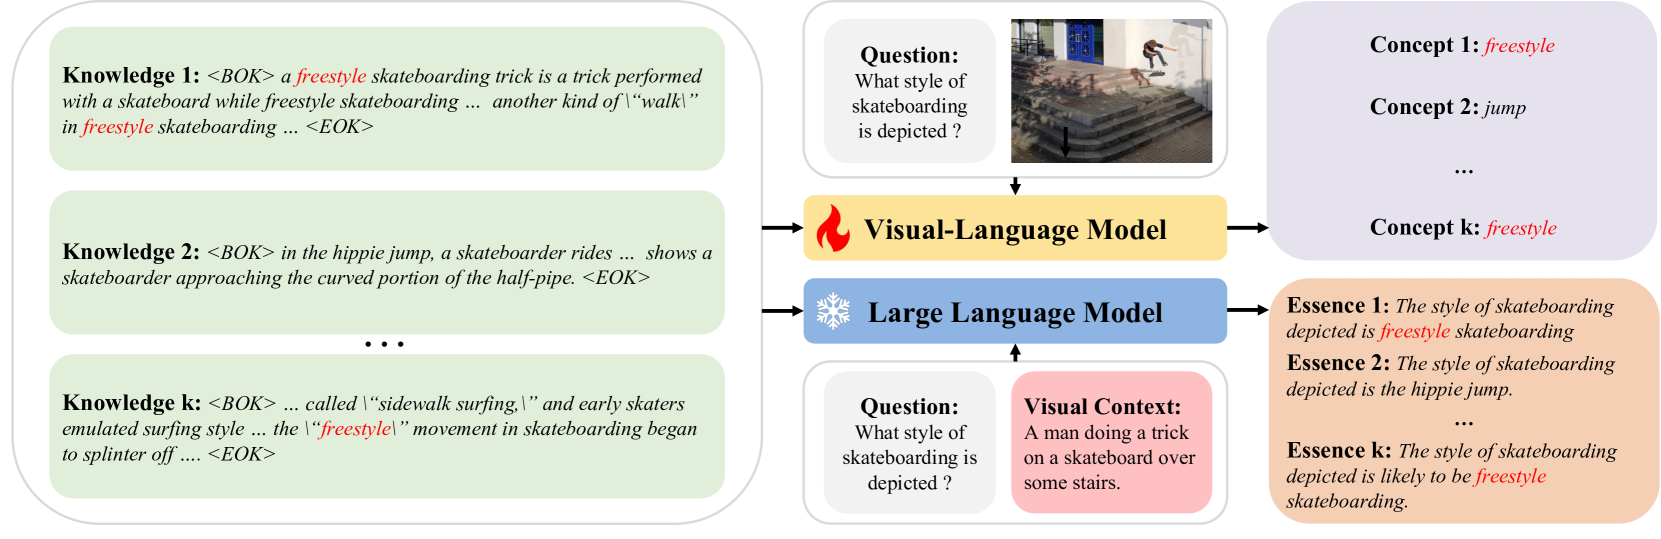 Knowledge 1: <BOK> a freestyle skateboarding trick is a trick performed
with a skateboard while freestyle skateboarding ... another kind of \“walk\”
in freestyle skateboarding ... <EOK>
Knowledge 2: <BOK> in the hippie jump, a skateboarder rides ... shows a
skateboarder approaching the curved portion of the half-pipe. <EOK>
...
Knowledge k: <BOK> ... called \“sidewalk surfing,\” and early skaters
emulated surfing style ... the \“freestyle\” movement in skateboarding began
to splinter off .... <EOK>
Question:
What style of
skateboarding
is depicted ?
Visual-Language Model
Large Language Model
Question:
What style of
skateboarding is
depicted ?
Visual Context:
A man doing a trick
on a skateboard over
some stairs.
Concept 1: freestyle
Concept 2: jump
...
Concept k: freestyle
Essence 1: The style of skateboarding
depicted is freestyle skateboarding
Essence 2: The style of skateboarding
depicted is the hippie jump.
...
Essence k: The style of skateboarding
depicted is likely to be freestyle
skateboarding.